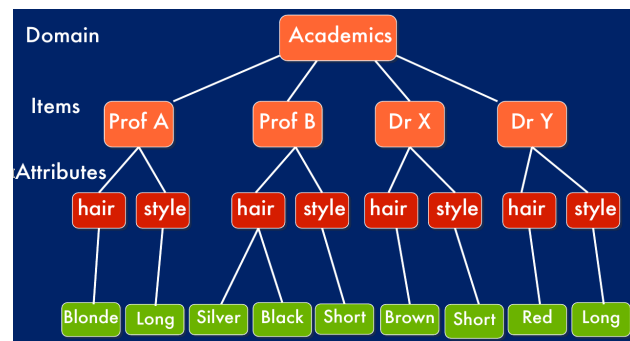 Domain
Academics
Items
Prof A
Prof B
Dr X
Dr Y
Attributes
hair
style
hair
style
hair
style
hair
style
Blonde
Long
Silver
Black
Short
Brown
Short
Red
Long